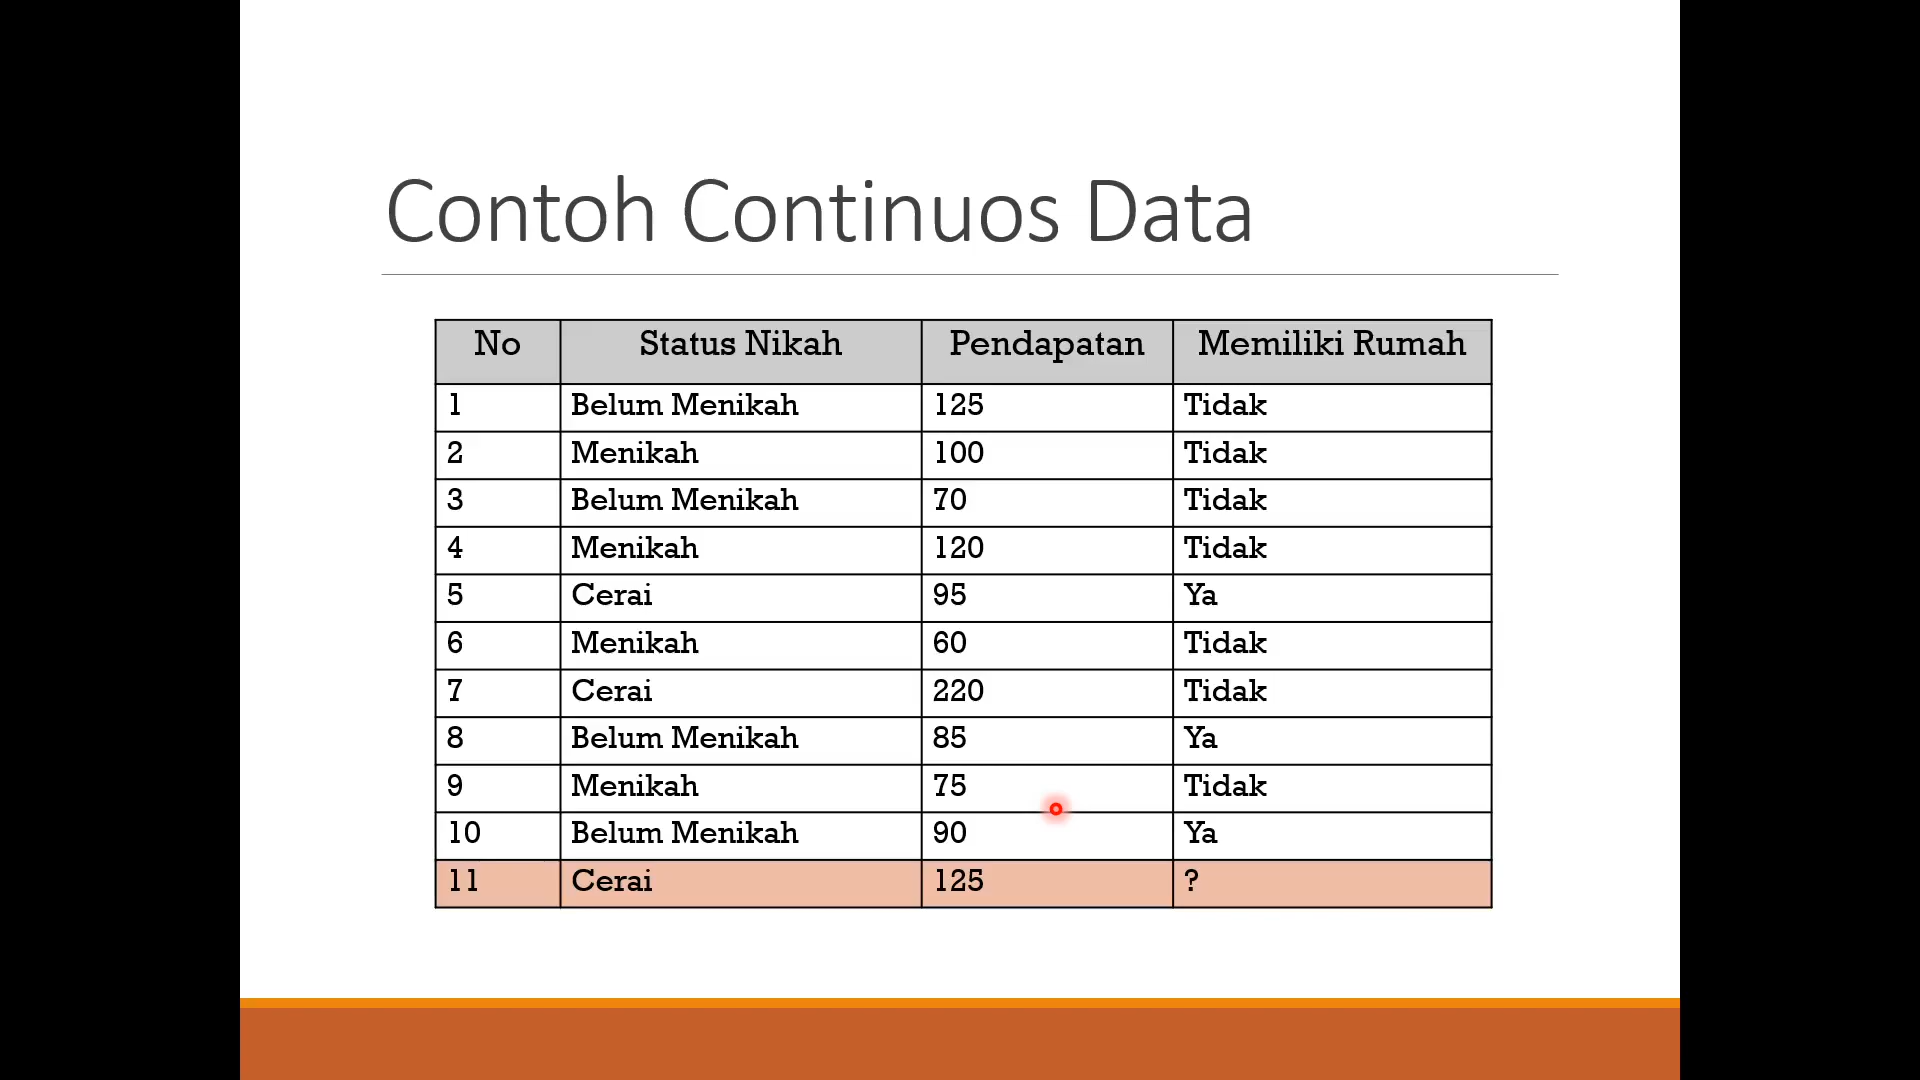 Contoh Continuos Data
No Status Nikah Pendapatan Memiliki Rumah
1 Belum Menikah 125 Tidak
2 Menikah 100 Tidak
3 Belum Menikah 70 Tidak
4 Menikah 120 Tidak
5 Cerai 95 Ya
6 Menikah 60 Tidak
7 Cerai 220 Tidak
8 Belum Menikah 85 Ya
9 Menikah 75 Tidak
10 Belum Menikah 90 Ya
11 Cerai 125 ?